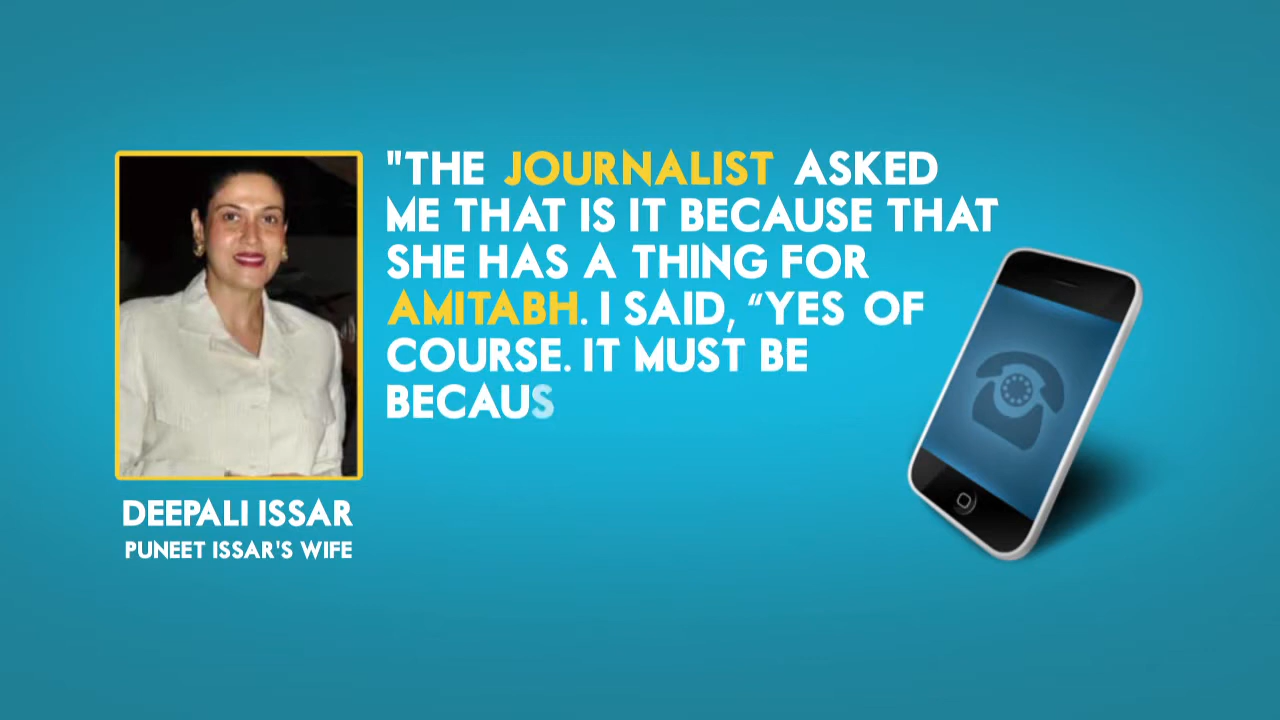 "THE JOURNALIST ASKED
ME THAT IS IT BECAUSE THAT
SHE HAS A THING FOR
AMITABH. I SAID, “YES OF
COURSE. IT MUST BE
BECAUS
DEEPALI ISSAR
PUNEET ISSAR'S WIFE